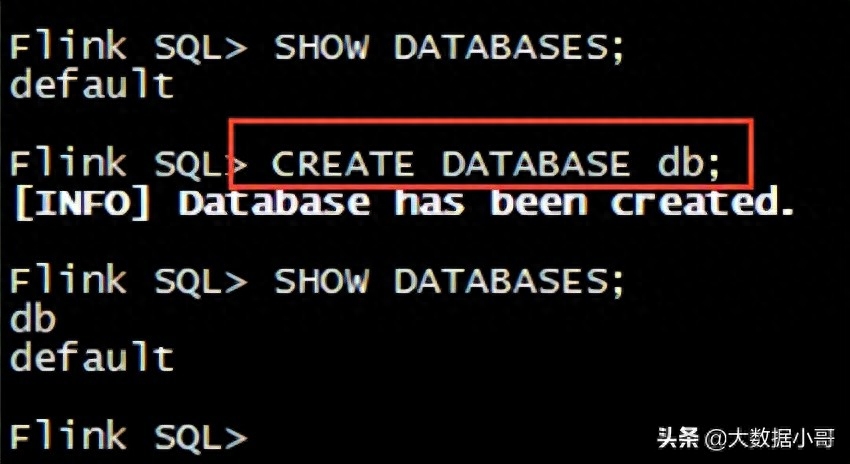 Flink SQL> SHOW DATABASES;
default
Flink SQL> CREATE DATABASE db;
[INFO] Database has been created.
Flink SQL> SHOW DATABASES;
db
default
Flink SQL>
头条 @大数据小哥